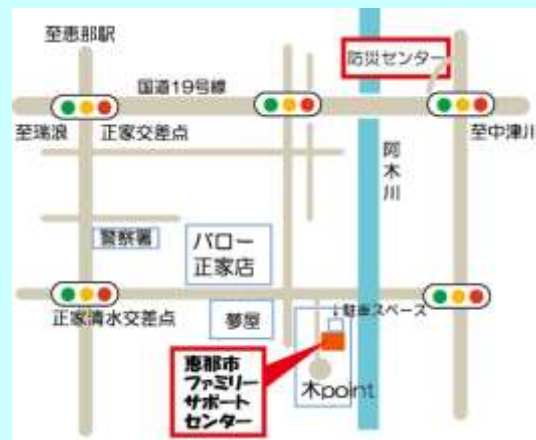 至恵那駅
防災センター
国道19号線
至瑞浪
正家交差点
至中津川
阿木川
警察署
バロー
正家店
正家清水交差点
夢屋
↓駐車スペース
恵那市
ファミリー
サポート
センター
木point